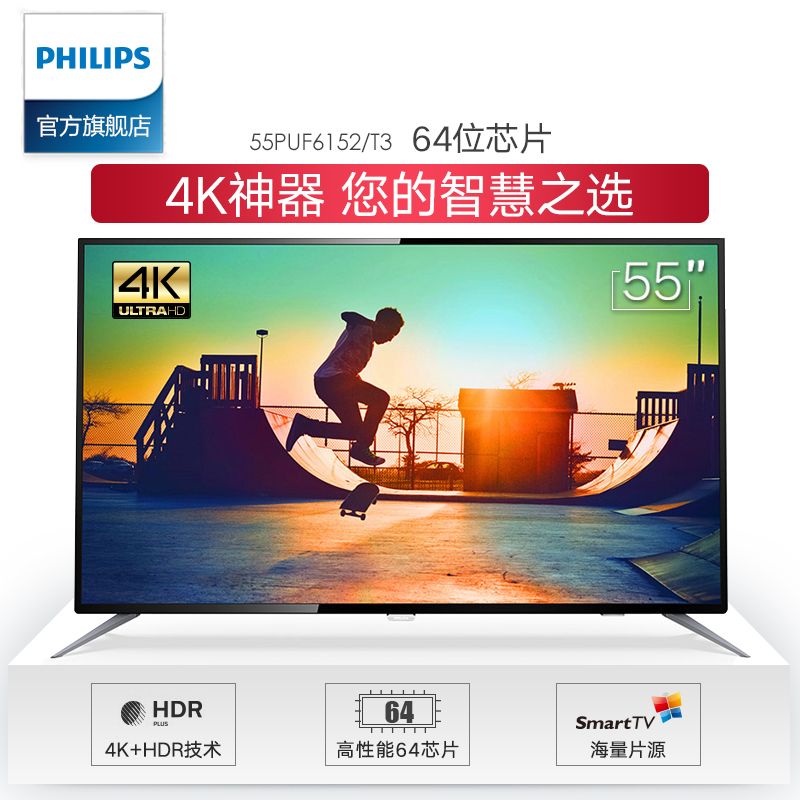 PHILIPS
官方旗舰店
55PUF6152/T3 64位芯片
4K神器 您的智慧之选
4K
ULTRAHD
55"
HDR
PLUS
4K+HDR技术
64
高性能64芯片
SmartTV
海量片源